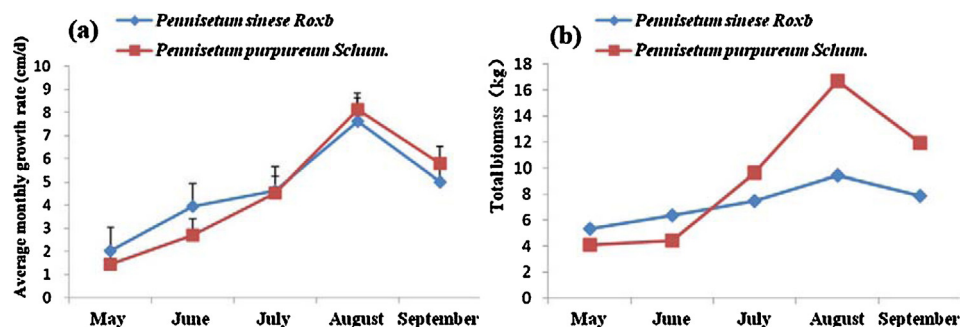 (a)
Pennisetum sinese Roxb
Pennisetum purpureum Schum.
Average monthly growth rate (cm/d)
10
9
8
7
6
5
4
3
2
1
0
May June July August September
(b)
Pennisetum sinese Roxb
Pennisetum purpureum Schum.
Total biomass（kg）
18
16
14
12
10
8
6
4
2
0
May June July August September